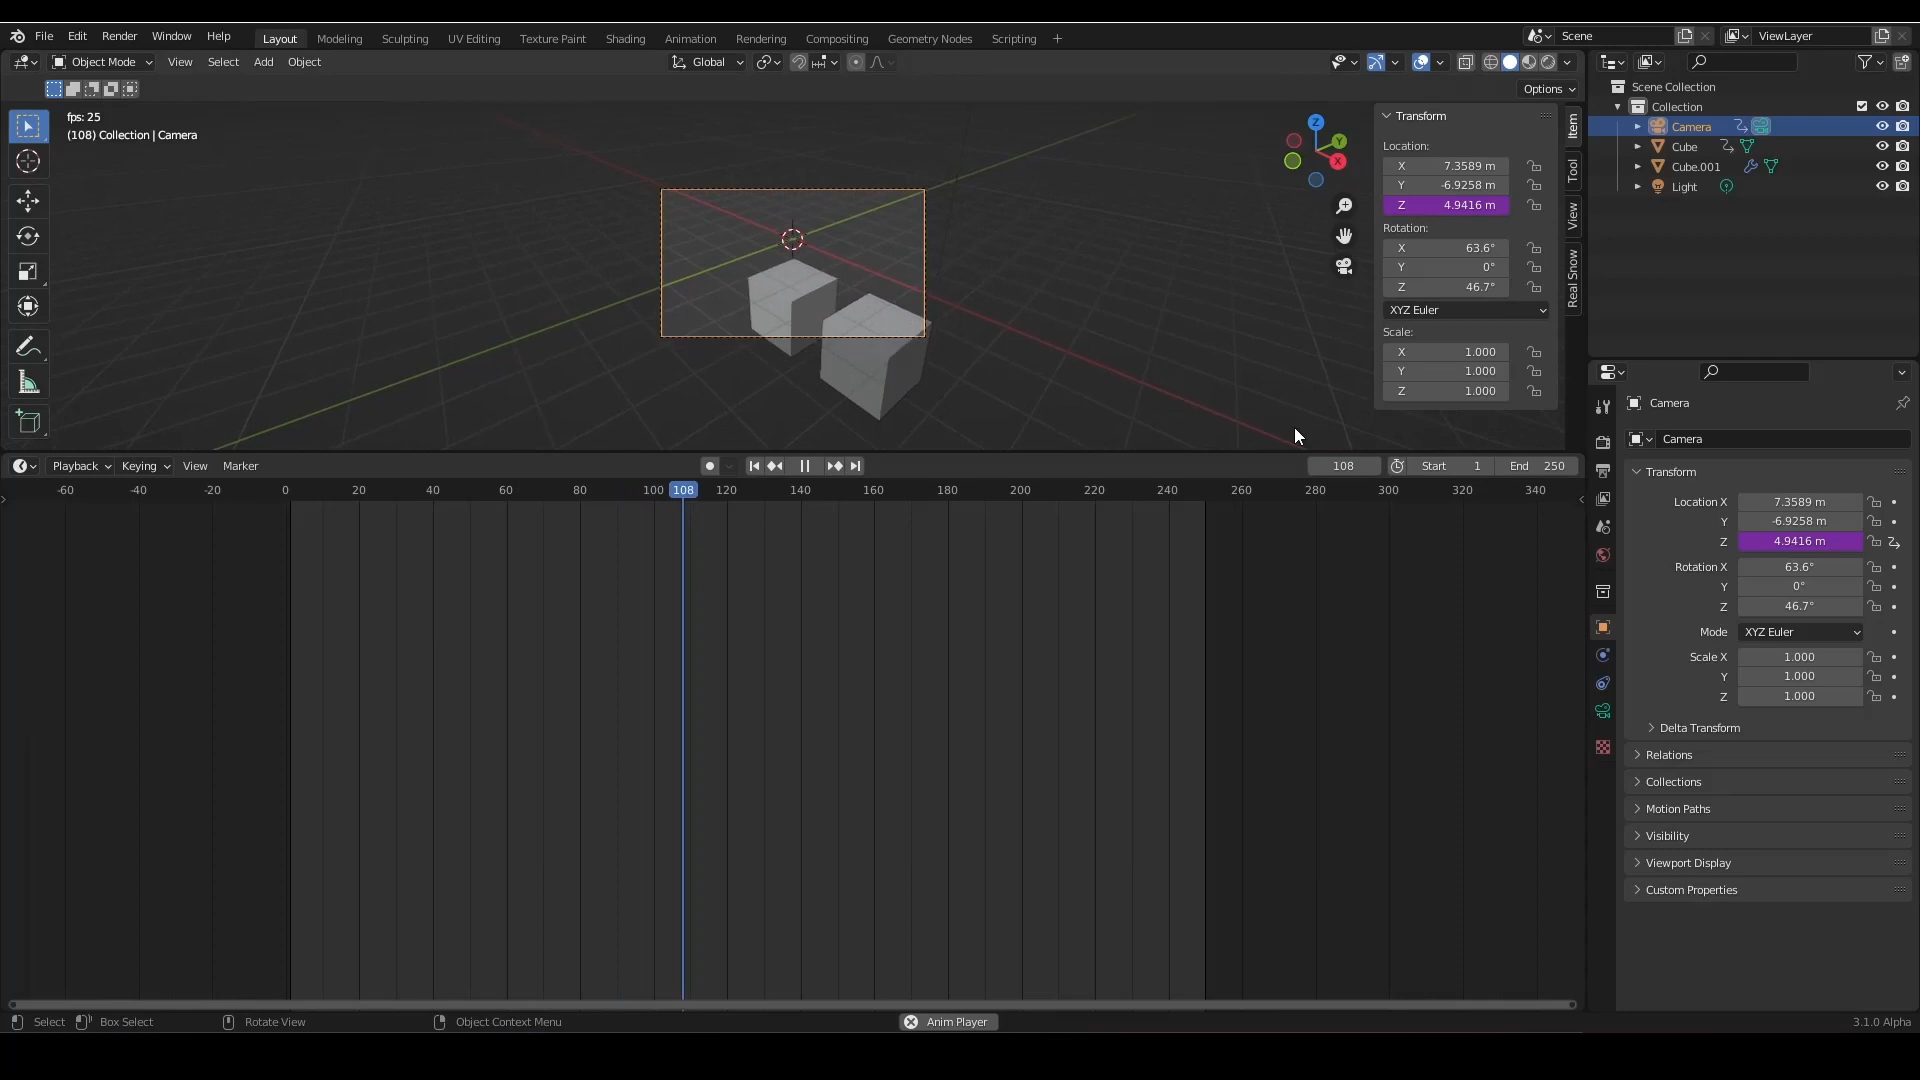 File Edit Render Window Help Layout Modeling Sculpting UV Editing Texture Paint Shading Animation Rendering Compositing Geometry Nodes Scripting + Scene ViewLayer
Object Mode View Select Add Object Global
Options
fps: 25
(108) Collection | Camera
Z
Y
X
Transform
Location:
X 7.3589 m
Y -6.9258 m
Z 4.9416 m
Rotation:
X 63.6°
Y 0°
Z 46.7°
XYZ Euler
Scale:
X 1.000
Y 1.000
Z 1.000
Item
Tool
View
Real Snow
Scene Collection
Collection
Camera
Cube
Cube.001
Light
Camera
Camera
Transform
Location X 7.3589 m
Y -6.9258 m
Z 4.9416 m
Rotation X 63.6°
Y 0°
Z 46.7°
Mode XYZ Euler
Scale X 1.000
Y 1.000
Z 1.000
Delta Transform
Relations
Collections
Motion Paths
Visibility
Viewport Display
Custom Properties
Playback Keying View Marker 108 Start 1 End 250
-60 -40 -20 0 20 40 60 80 100 108 120 140 160 180 200 220 240 260 280 300 320 340
Select Box Select Rotate View Object Context Menu Anim Player 3.1.0 Alpha